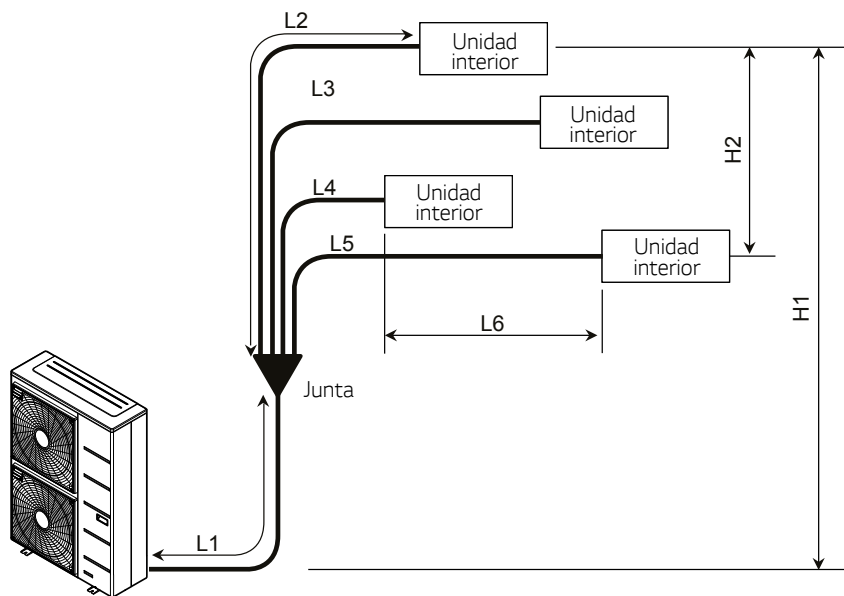 L2
Unidad
interior
L3
Unidad
interior
H2
L4
Unidad
interior
L5
Unidad
interior
H1
L6
Junta
L1